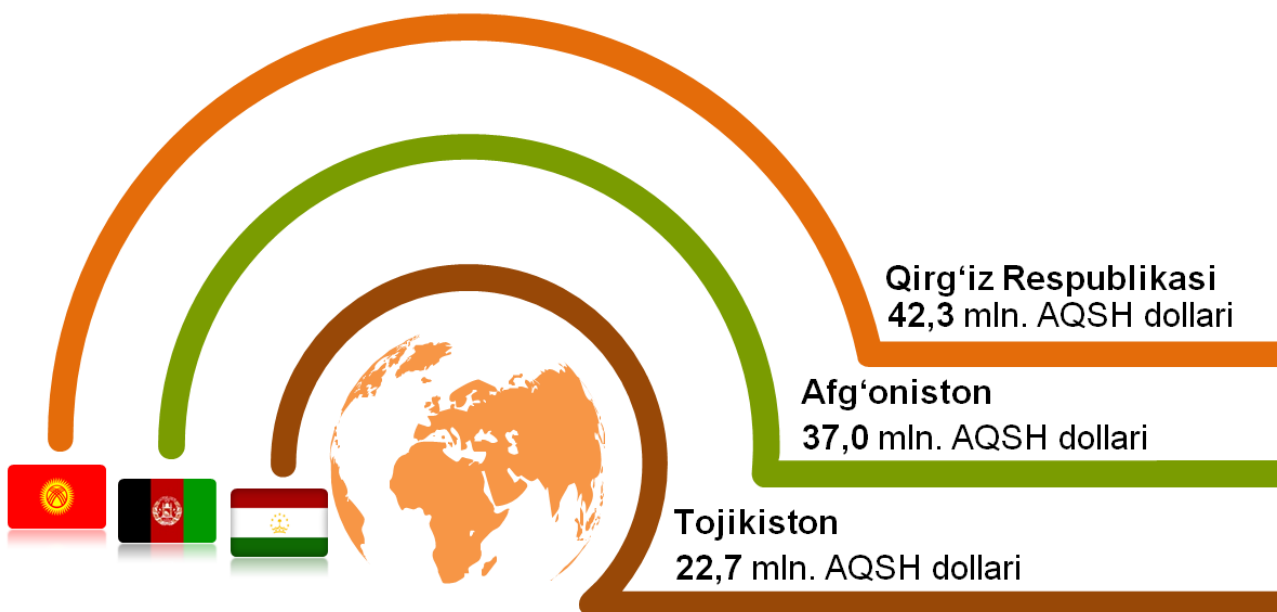 Qirg‘iz Respublikasi
42,3 mln. AQSH dollari
Afg‘oniston
37,0 mln. AQSH dollari
Tojikiston
22,7 mln. AQSH dollari